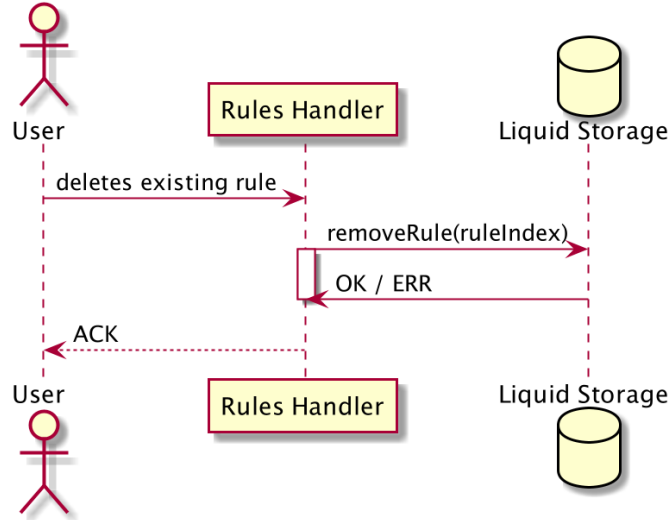 User
Rules Handler
Liquid Storage
deletes existing rule
removeRule(ruleIndex)
OK / ERR
ACK
User
Rules Handler
Liquid Storage